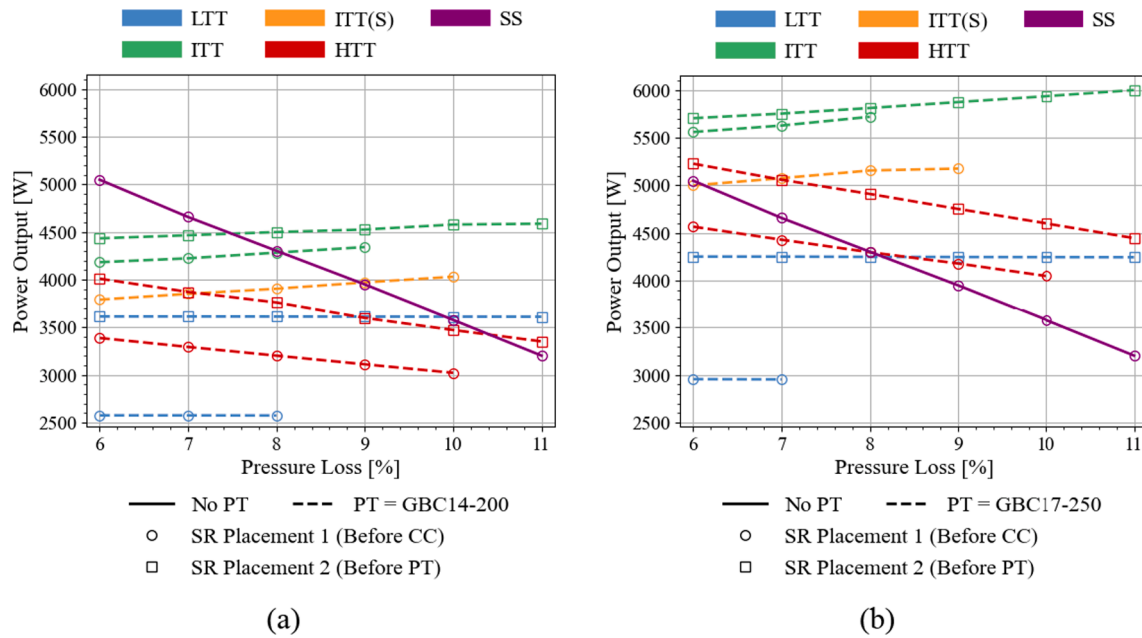 LTT ITT(S) SS
ITT HTT
6000
5500
5000
4500
4000
3500
3000
2500
Power Output [W]
6 7 8 9 10 11
Pressure Loss [%]
No PT PT = GBC14-200
SR Placement 1 (Before CC)
SR Placement 2 (Before PT)
(a)
LTT ITT(S) SS
ITT HTT
6000
5500
5000
4500
4000
3500
3000
2500
Power Output [W]
6 7 8 9 10 11
Pressure Loss [%]
No PT PT = GBC17-250
SR Placement 1 (Before CC)
SR Placement 2 (Before PT)
(b)